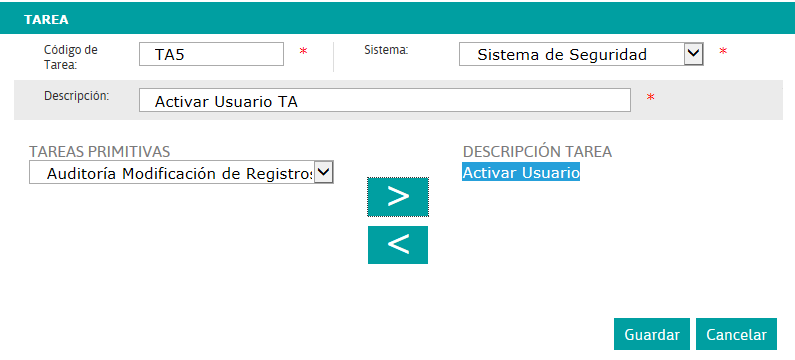 TAREA
Código de Tarea: TA5 * Sistema: Sistema de Seguridad *
Descripción: Activar Usuario TA *
TAREAS PRIMITIVAS DESCRIPCIÓN TAREA
Auditoría Modificación de Registros Activar Usuario
>
<
Guardar Cancelar